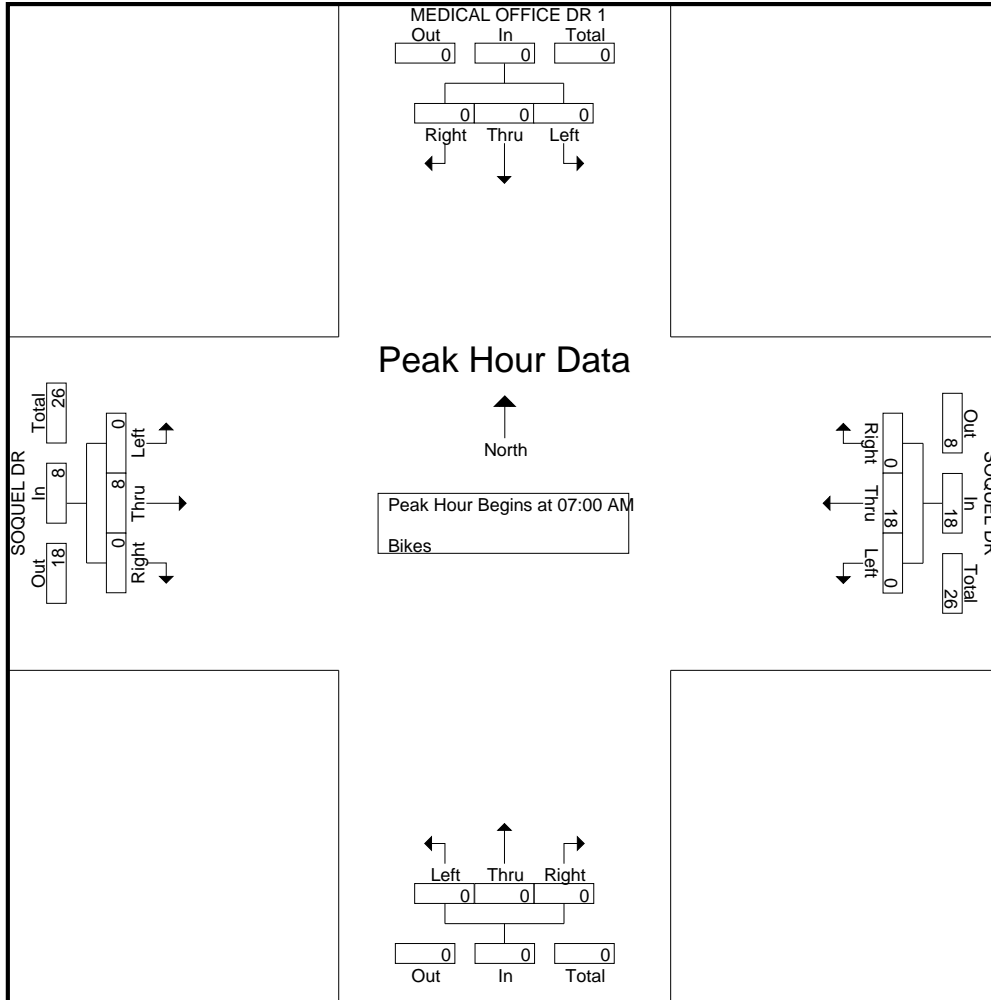 MEDICAL OFFICE DR 1
Out In Total
0 0 0
0 0 0
Right Thru Left
Peak Hour Data
North
Peak Hour Begins at 07:00 AM
Bikes
SOQUEL DR
Total In Out
26 8 18
0 8 0
Left Thru Right
Right Thru Left
0 18 0
8 18 26
Out In Total
SOQUEL DR
Left Thru Right
0 0 0
0 0 0
Out In Total